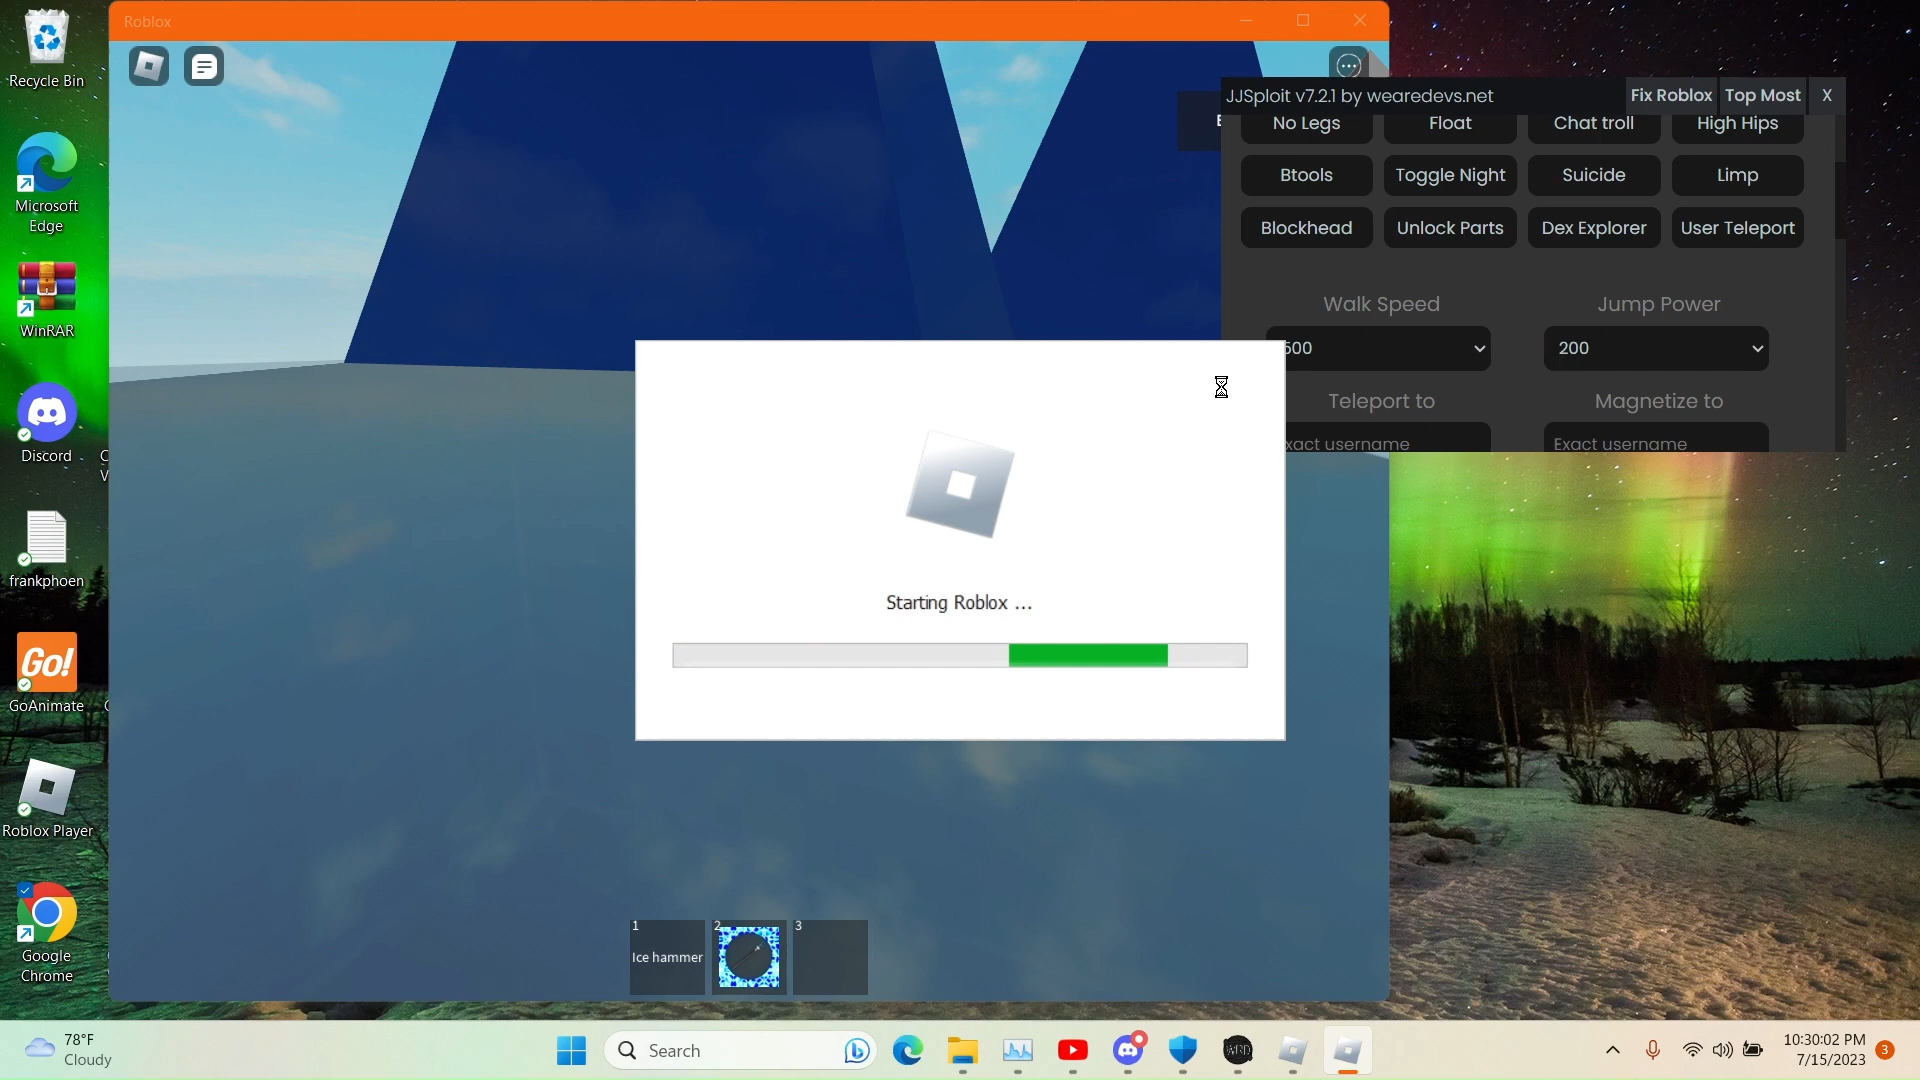 Recycle Bin
Microsoft
Edge
WinRAR
Discord
frankphoen
Go!
GoAnimate
Roblox Player
Google
Chrome
C
V
Roblox
JJSploit v7.2.1 by wearedevs.net
Fix Roblox
Top Most
X
No Legs
Float
Chat troll
High Hips
Btools
Toggle Night
Suicide
Limp
Blockhead
Unlock Parts
Dex Explorer
User Teleport
Walk Speed
Jump Power
500
200
Teleport to
Magnetize to
xact username
Exact username
Starting Roblox ...
1
Ice hammer
2
3
78°F
Cloudy
Search
WRD
10:30:02 PM
7/15/2023
3